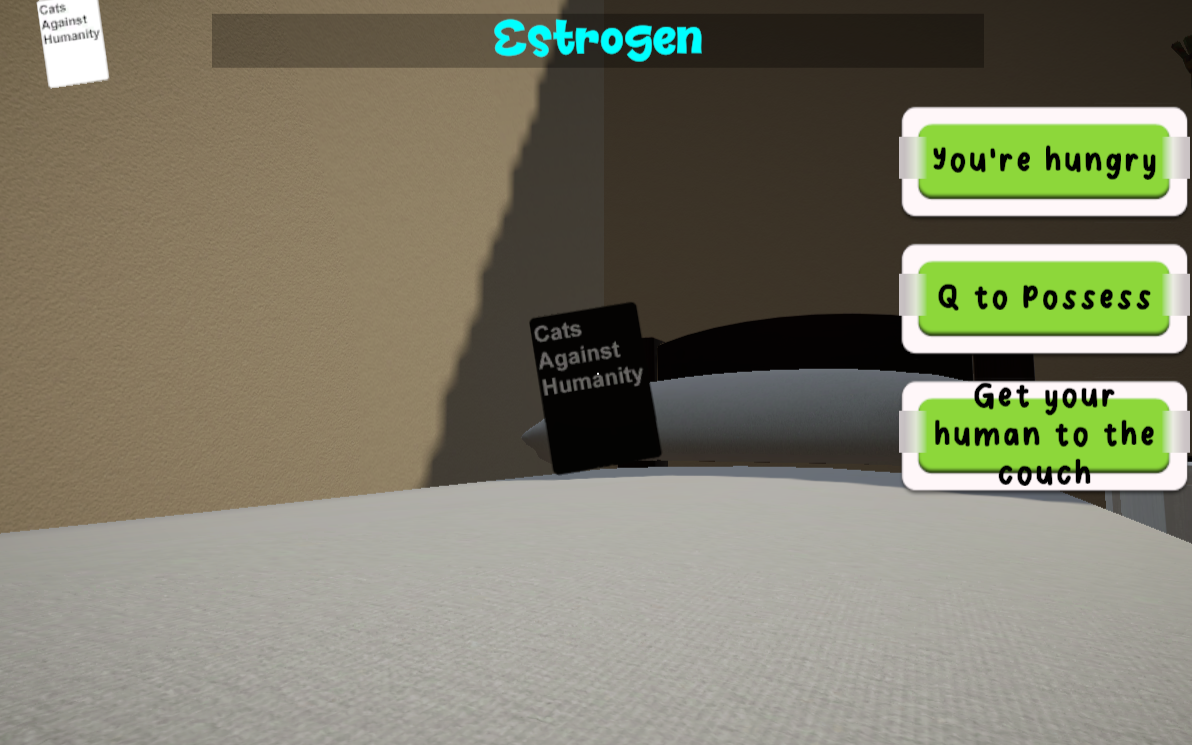 Cats
Against
Humanity
Estrogen
You're hungry
Q to Possess
Get your
human to the
couch
Cats
Against
Humanity